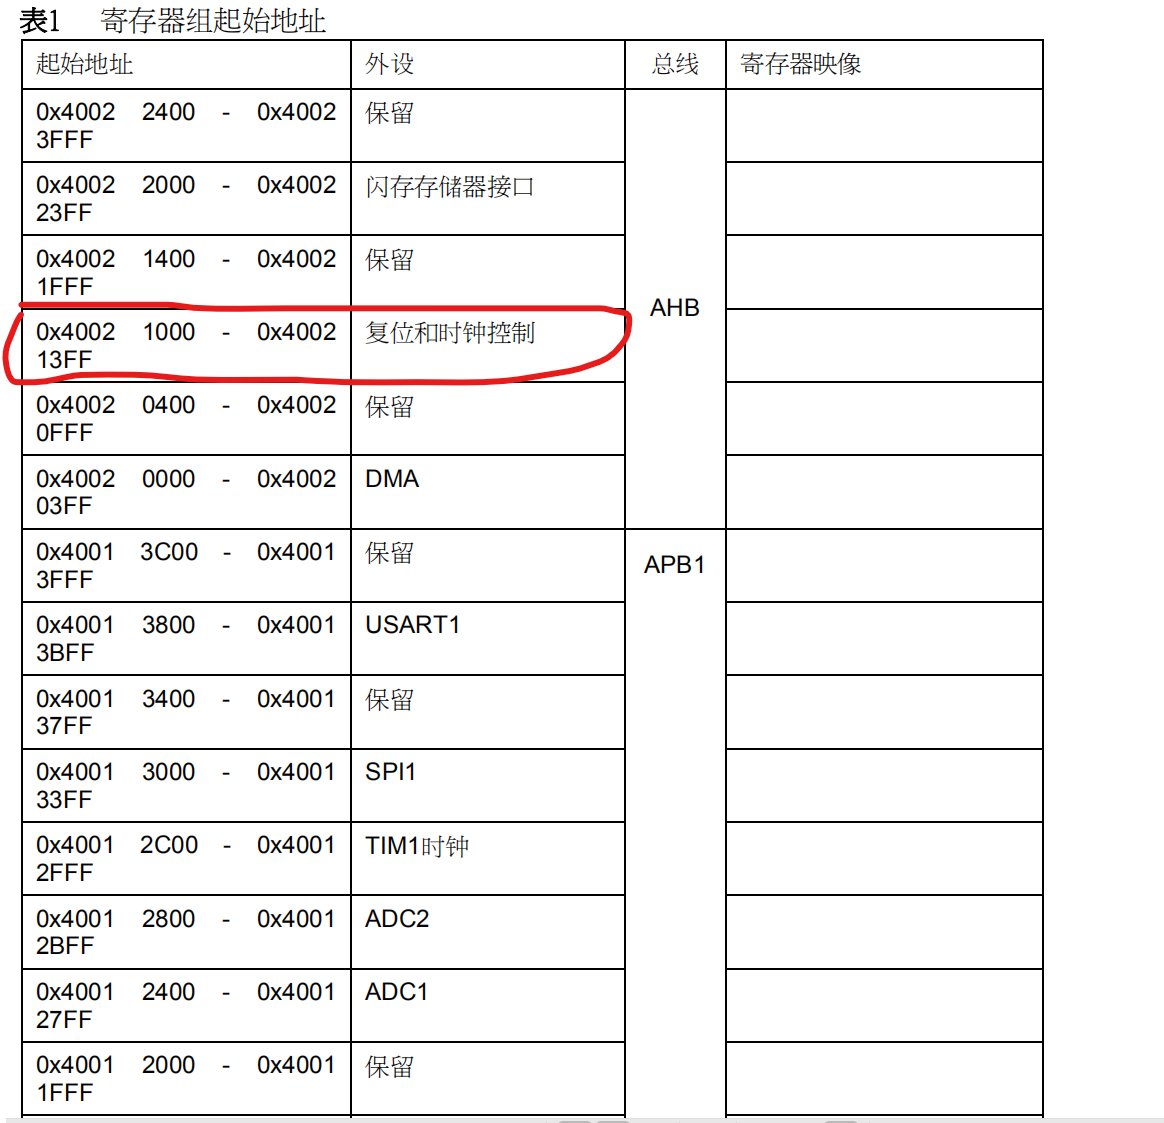 表1 寄存器组起始地址
起始地址 外设 总线 寄存器映像
0x4002 2400 - 0x4002 保留
3FFF
0x4002 2000 - 0x4002 闪存存储器接口
23FF
0x4002 1400 - 0x4002 保留
1FFF
AHB
0x4002 1000 - 0x4002 复位和时钟控制
13FF
0x4002 0400 - 0x4002 保留
0FFF
0x4002 0000 - 0x4002 DMA
03FF
0x4001 3C00 - 0x4001 保留 APB1
3FFF
0x4001 3800 - 0x4001 USART1
3BFF
0x4001 3400 - 0x4001 保留
37FF
0x4001 3000 - 0x4001 SPI1
33FF
0x4001 2C00 - 0x4001 TIM1时钟
2FFF
0x4001 2800 - 0x4001 ADC2
2BFF
0x4001 2400 - 0x4001 ADC1
27FF
0x4001 2000 - 0x4001 保留
1FFF